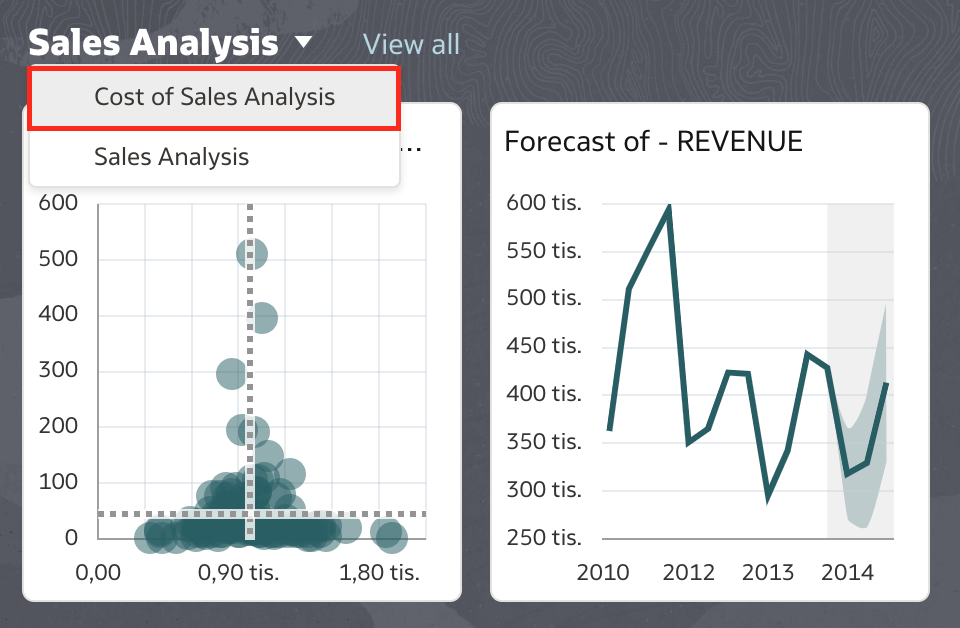 Sales Analysis
View all
Cost of Sales Analysis
Sales Analysis
...
600
500
400
300
200
100
0
0,00
0,90 tis.
1,80 tis.
Forecast of - REVENUE
600 tis.
550 tis.
500 tis.
450 tis.
400 tis.
350 tis.
300 tis.
250 tis.
2010
2012
2013
2014